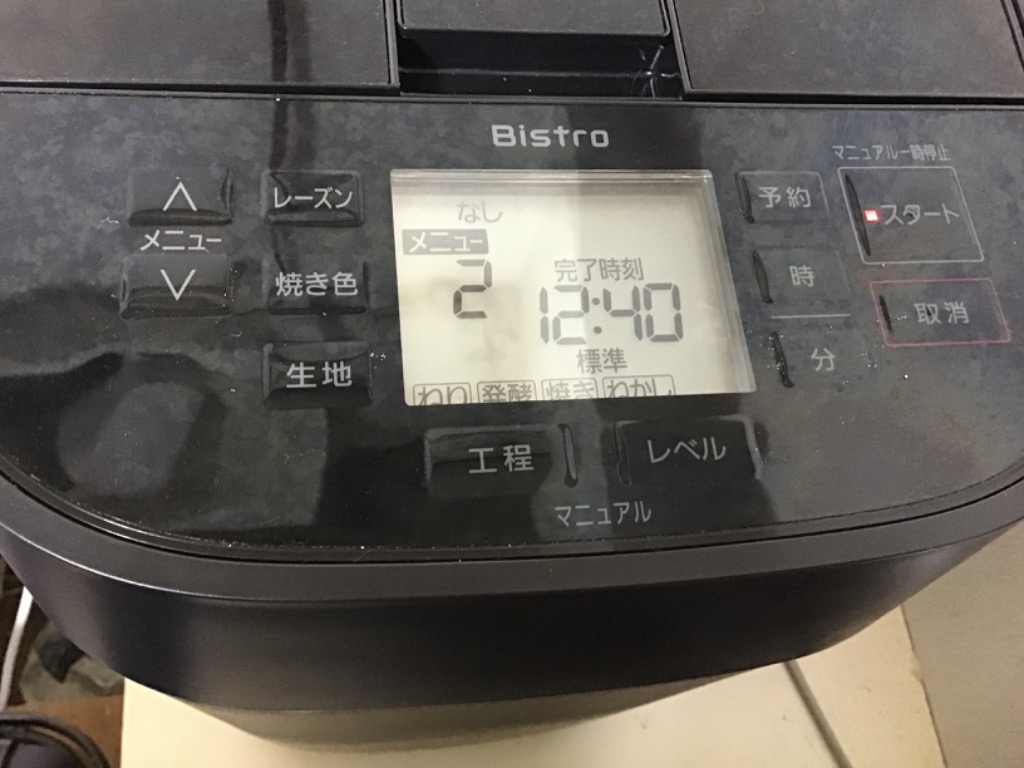 Bistro
マニュアル一時停止
メニュー
レーズン
焼き色
生地
なし
メニュー
2
完了時刻
12:40
標準
ねり 発酵 焼き ねかし
予約
時
分
スタート
取消
工程
レベル
マニュアル